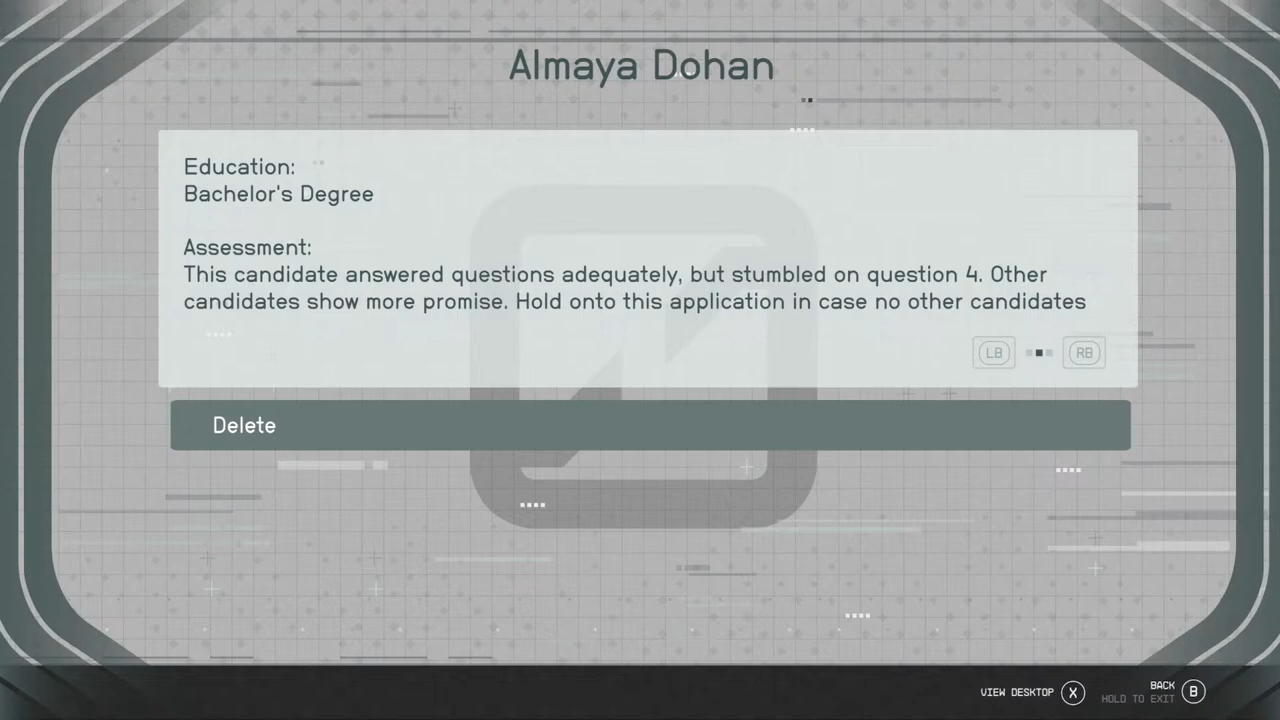 Almaya Dohan
Education:
Bachelor's Degree
Assessment:
This candidate answered questions adequately, but stumbled on question 4. Other
candidates show more promise. Hold onto this application in case no other candidates
LB RB
Delete
VIEW DESKTOP X
BACK
HOLD TO EXIT B